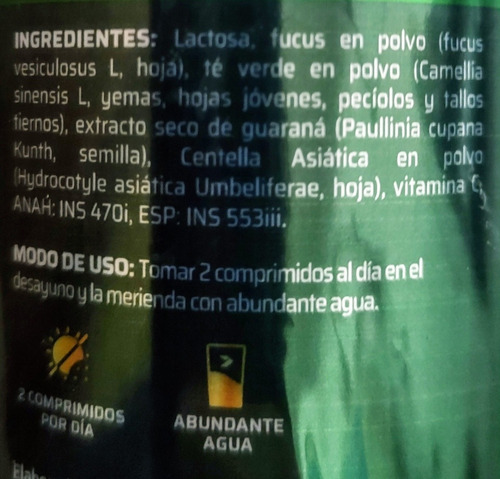 INGREDIENTES: Lactosa, fucus en polvo (fucus
vesiculosus L, hoja), té verde en polvo (Camellia
sinensis L, yemas, hojas jóvenes, pecíolos y tallos
tiernos), extracto seco de guaraná (Paullinia cupana
Kunth, semilla), Centella Asiática en polvo
(Hydrocotyle asiática Umbeliferae, hoja), vitamina C,
ANAH: INS 470i, ESP: INS 553iii.
MODO DE USO: Tomar 2 comprimidos al día en el
desayuno y la merienda con abundante agua.
2 COMPRIMIDOS
POR DÍA
ABUNDANTE
AGUA